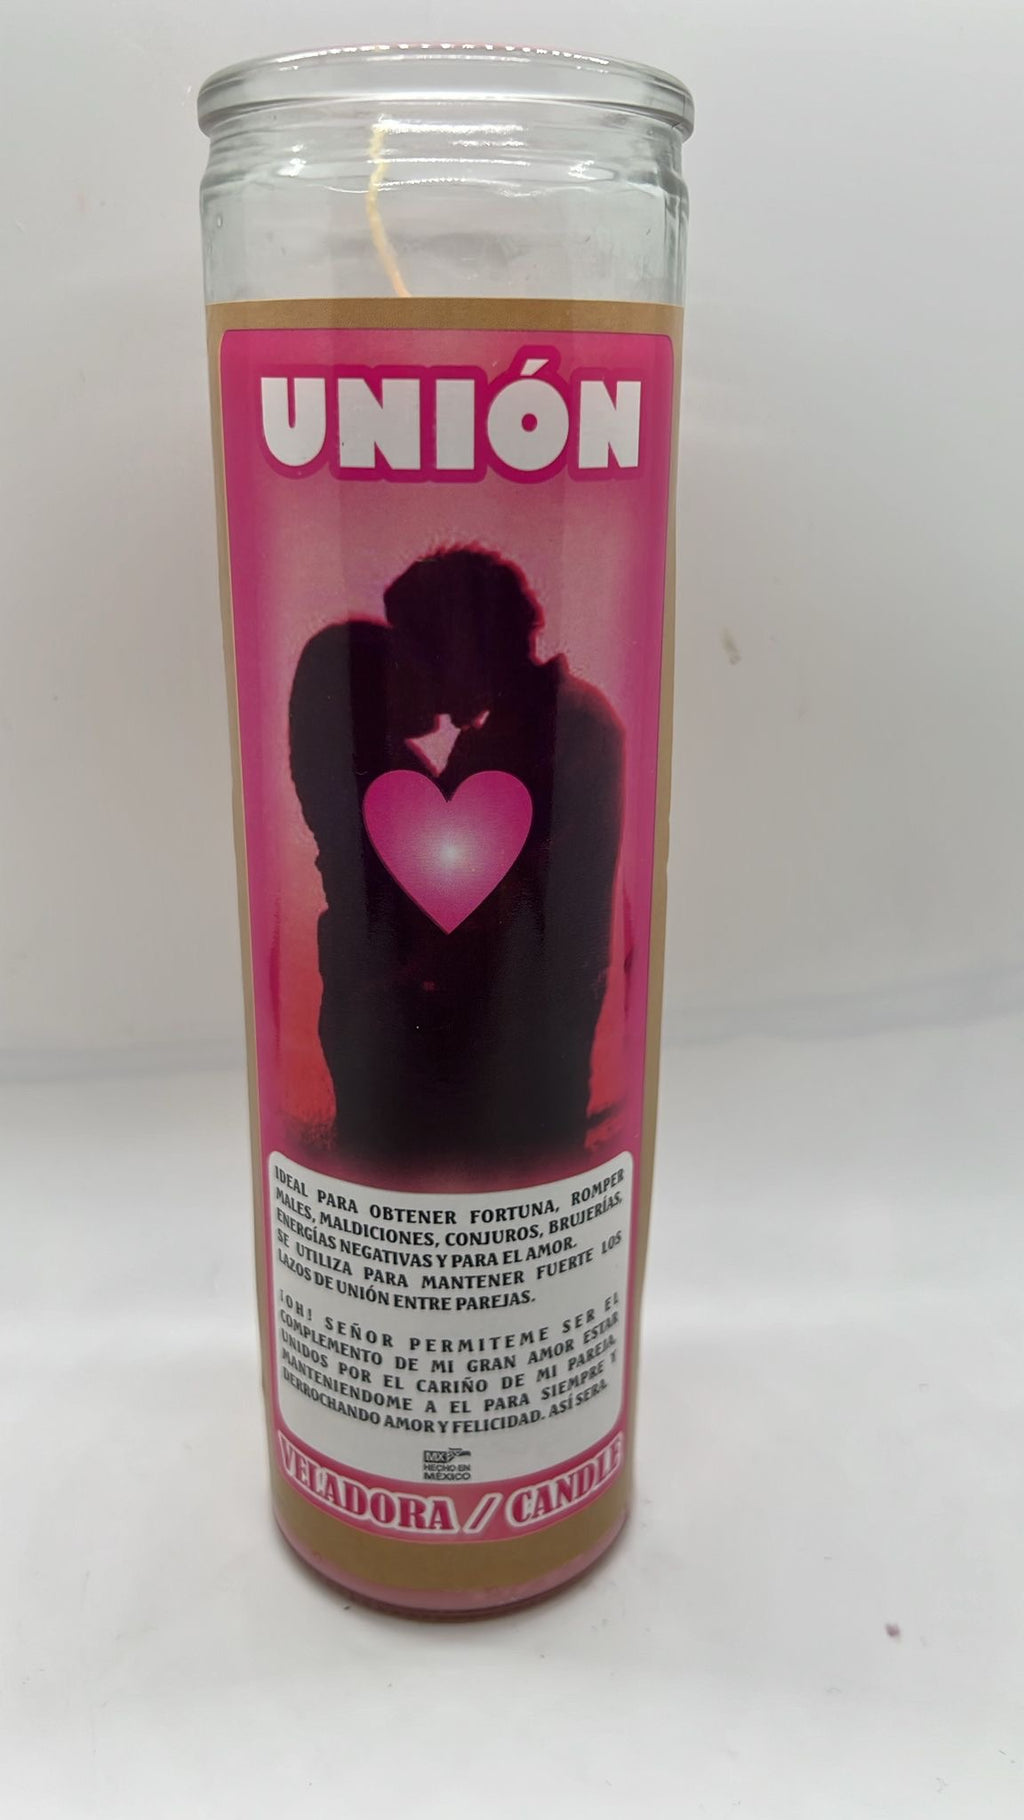 UNIÓN
IDEAL PARA OBTENER FORTUNA, ROMPER
MALES, MALDICIONES, CONJUROS, BRUJERÍAS,
ENERGÍAS NEGATIVAS Y PARA EL AMOR.
SE UTILIZA PARA MANTENER FUERTE LOS
LAZOS DE UNIÓN ENTRE PAREJAS.
¡OH! SEÑOR PERMITEME SER EL
COMPLEMENTO DE MI GRAN AMOR ESTAR
UNIDOS POR EL CARIÑO DE MI PAREJA,
MANTENIENDOME A EL PARA SIEMPRE Y
DERROCHANDO AMOR Y FELICIDAD. ASÍ SERA.
MX
HECHO EN
MÉXICO
VELADORA / CANDLE